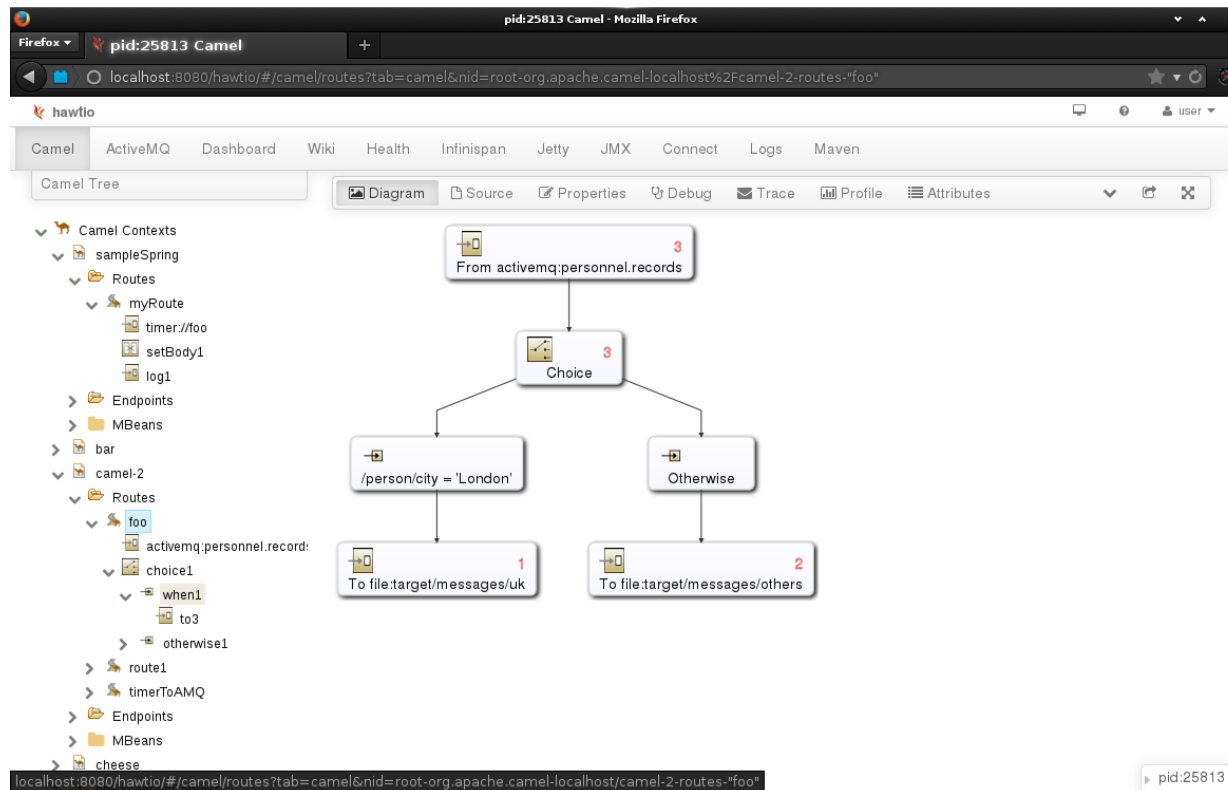 pid:25813 Camel - Mozilla Firefox
Firefox
pid:25813 Camel
+
localhost:8080/hawtio/#/camel/routes?tab=camel&nid=root-org.apache.camel-localhost%2Fcamel-2-routes-"foo"
hawtio
user
Camel ActiveMQ Dashboard Wiki Health Infinispan Jetty JMX Connect Logs Maven
Camel Tree
Diagram Source Properties Debug Trace Profile Attributes
Camel Contexts
sampleSpring
Routes
myRoute
timer://foo
setBody1
log1
Endpoints
MBeans
bar
camel-2
Routes
foo
activemq:personnel.record
choice1
when1
to3
otherwise1
route1
timerToAMQ
Endpoints
MBeans
cheese
3
From activemq:personnel.records
3
Choice
/person/city = 'London'
Otherwise
1
To file:target/messages/uk
2
To file:target/messages/others
localhost:8080/hawtio/#/camel/routes?tab=camel&nid=root-org.apache.camel-localhost/camel-2-routes-"foo"
pid:25813